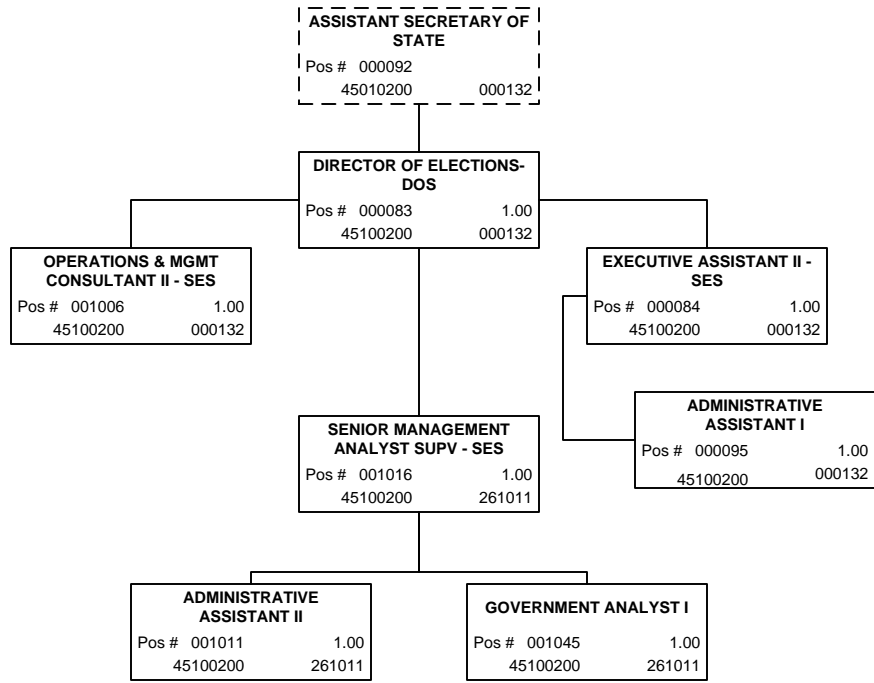 ASSISTANT SECRETARY OF
STATE
Pos # 000092
45010200 000132
DIRECTOR OF ELECTIONS-
DOS
Pos # 000083 1.00
45100200 000132
OPERATIONS & MGMT
CONSULTANT II - SES
Pos # 001006 1.00
45100200 000132
EXECUTIVE ASSISTANT II -
SES
Pos # 000084 1.00
45100200 000132
ADMINISTRATIVE
ASSISTANT I
Pos # 000095 1.00
45100200 000132
SENIOR MANAGEMENT
ANALYST SUPV - SES
Pos # 001016 1.00
45100200 261011
ADMINISTRATIVE
ASSISTANT II
Pos # 001011 1.00
45100200 261011
GOVERNMENT ANALYST I
Pos # 001045 1.00
45100200 261011